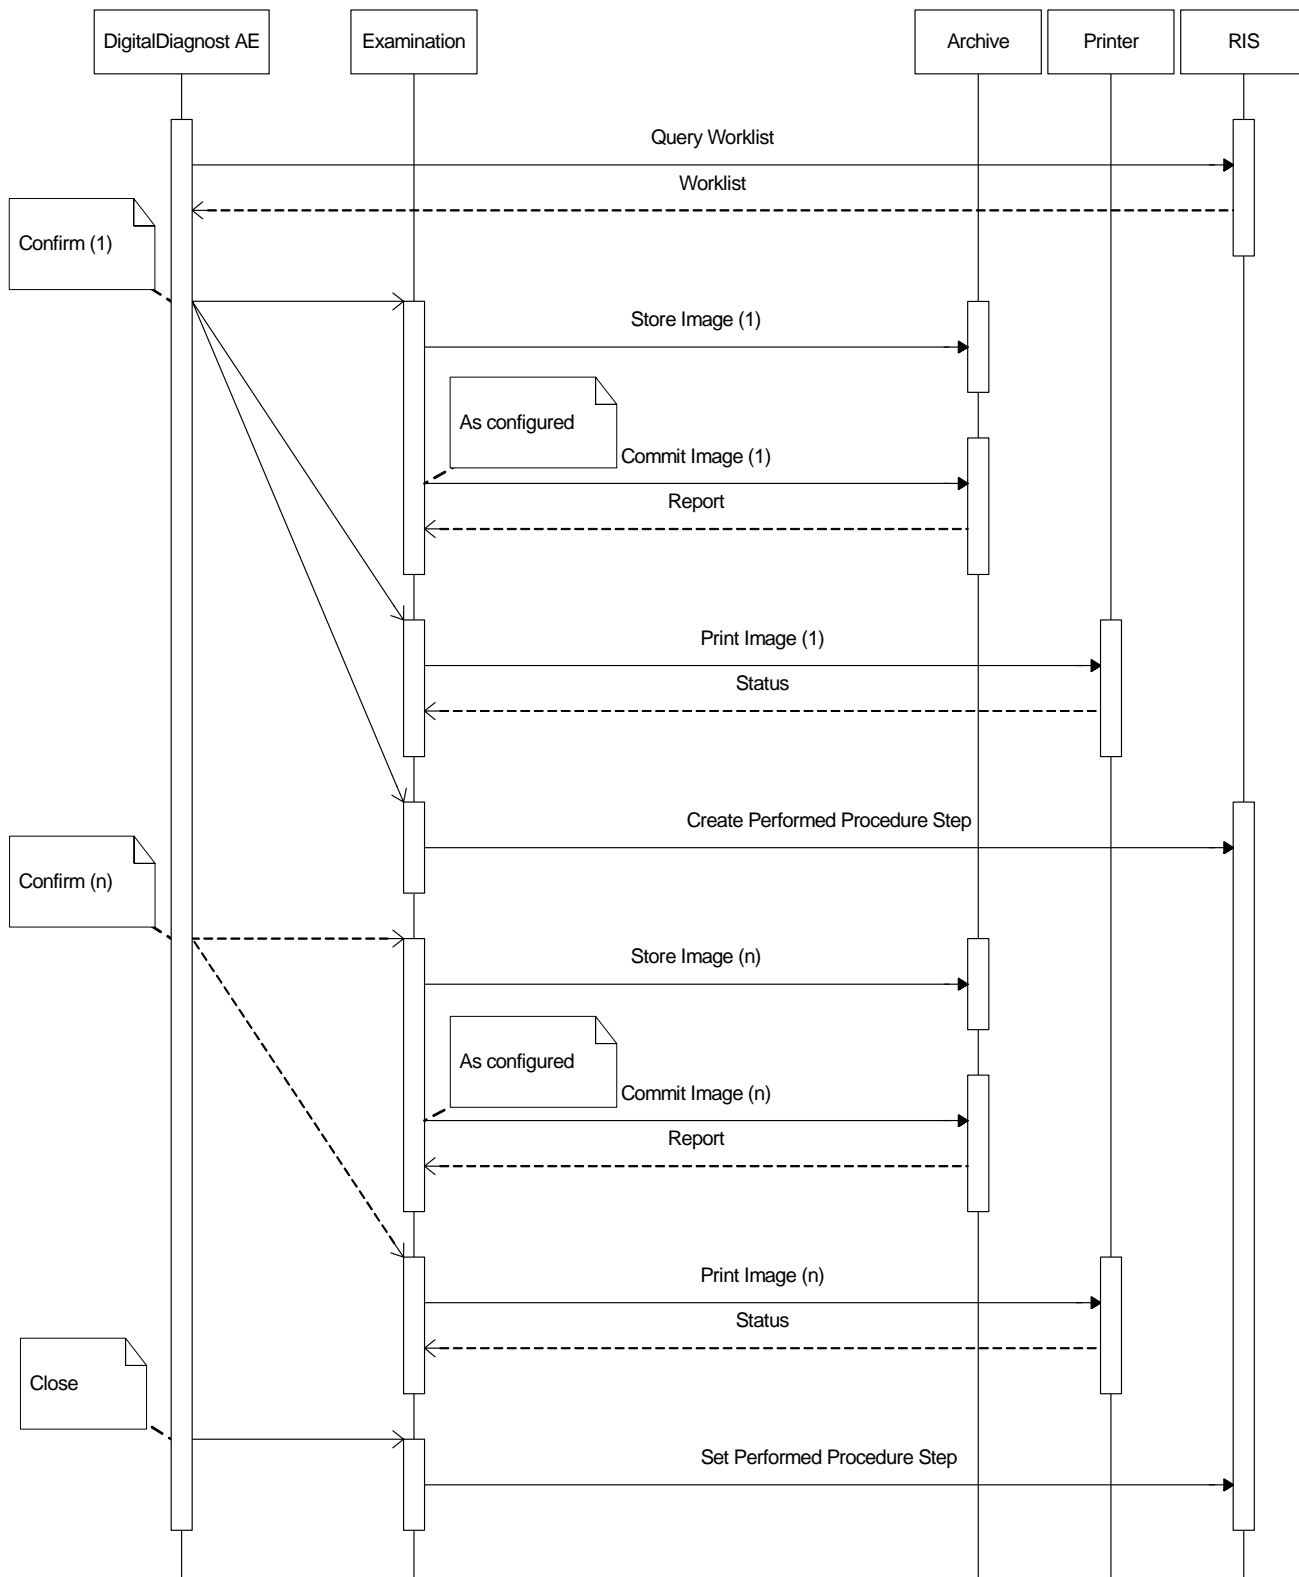 DigitalDiagnost AE
Examination
Archive
Printer
RIS
Query Worklist
Worklist
Confirm (1)
Store Image (1)
As configured
Commit Image (1)
Report
Print Image (1)
Status
Create Performed Procedure Step
Confirm (n)
Store Image (n)
As configured
Commit Image (n)
Report
Print Image (n)
Status
Close
Set Performed Procedure Step